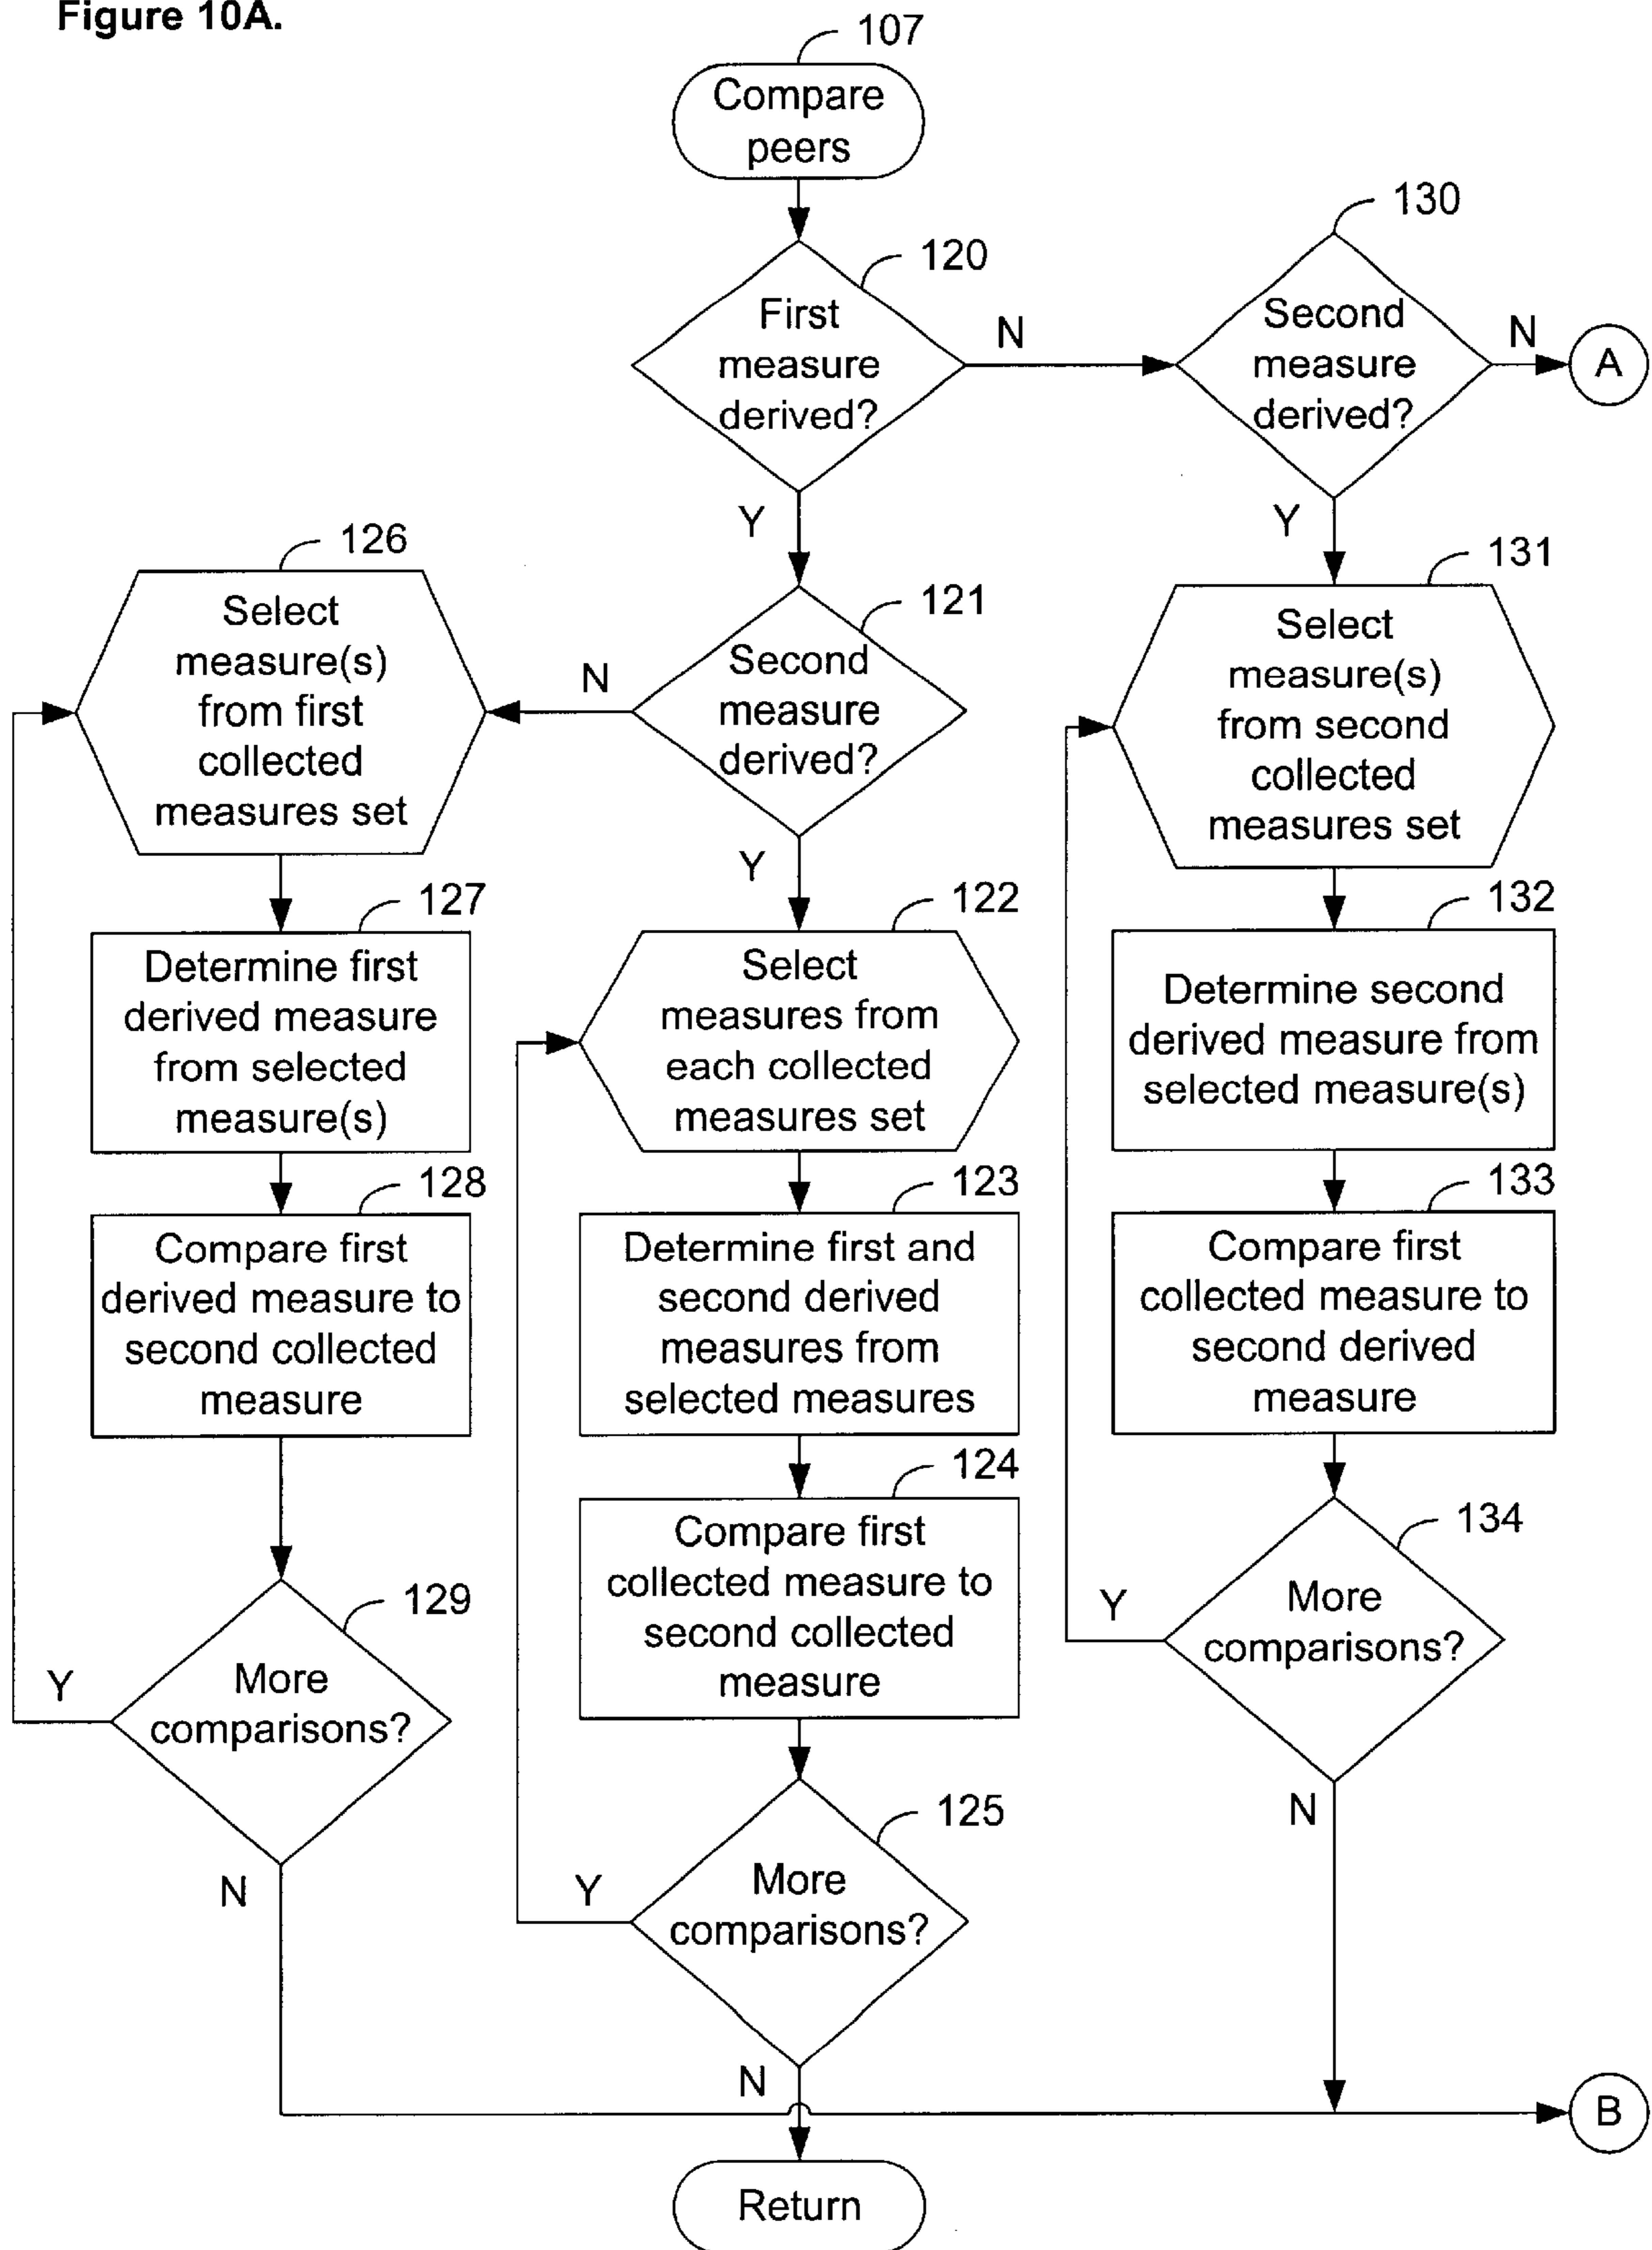 Figure 10A.
107
Compare
peers
120
First
measure
derived?
N
Y
130
Second
measure
derived?
N
A
Y
121
Second
measure
derived?
N
Y
126
Select
measure(s)
from first
collected
measures set
127
Determine first
derived measure
from selected
measure(s)
128
Compare first
derived measure to
second collected
measure
129
More
comparisons?
Y
N
122
Select
measures from
each collected
measures set
123
Determine first and
second derived
measures from
selected measures
124
Compare first
collected measure to
second collected
measure
125
More
comparisons?
Y
N
131
Select
measure(s)
from second
collected
measures set
132
Determine second
derived measure from
selected measure(s)
133
Compare first
collected measure to
second derived
measure
134
More
comparisons?
Y
N
B
Return